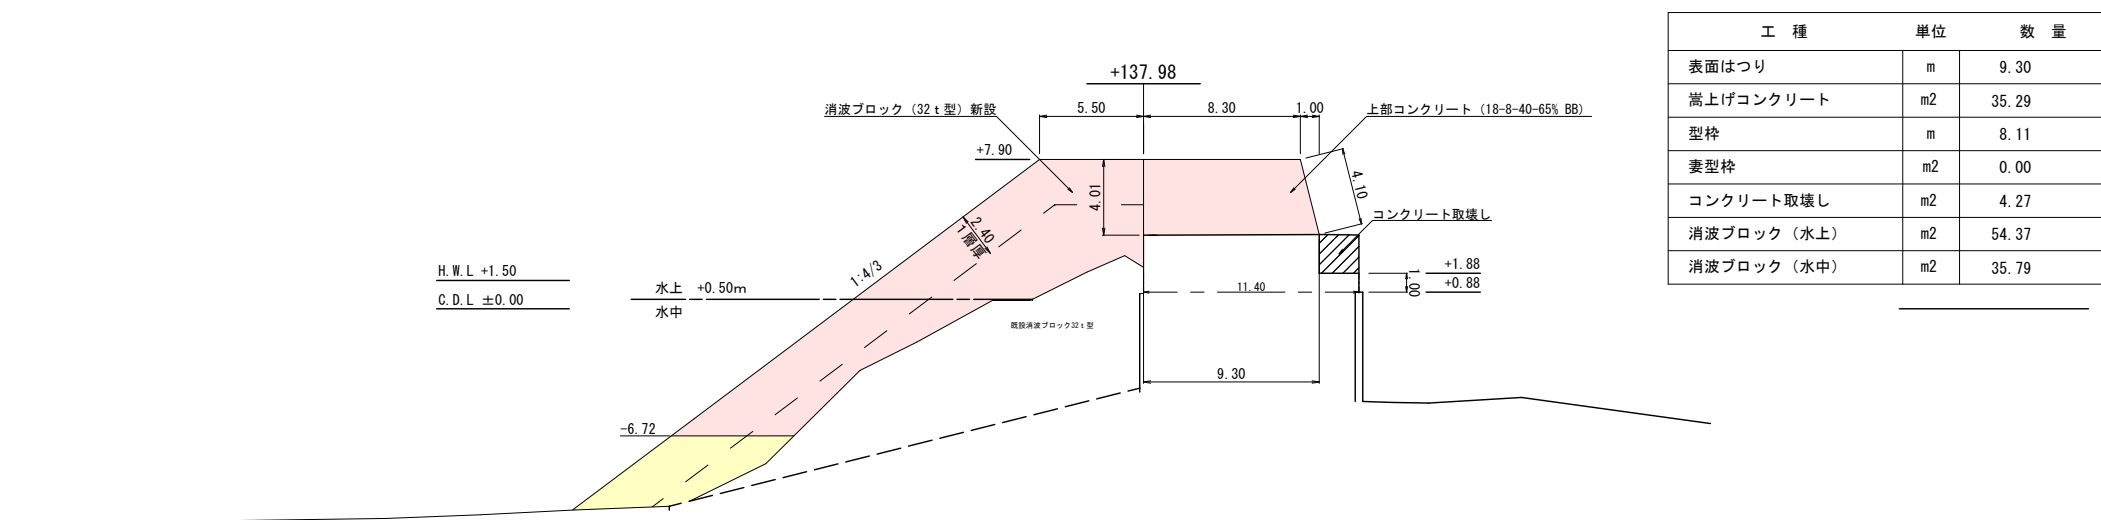 工 種 単位 数 量
表面はつり m 9.30
嵩上げコンクリート m2 35.29
型枠 m 8.11
妻型枠 m2 0.00
コンクリート取壊し m2 4.27
消波ブロック（水上） m2 54.37
消波ブロック（水中） m2 35.79
+137.98
消波ブロック（32ｔ型）新設
5.50
8.30
1.00
上部コンクリート（18-8-40-65% BB）
+7.90
4.01
4.10
コンクリート取壊し
2.40
1層厚
1:4/3
H.W.L +1.50
C.D.L ±0.00
水上 +0.50m
水中
+1.88
+0.88
1.00
11.40
既設消波ブロック32ｔ型
9.30
-6.72